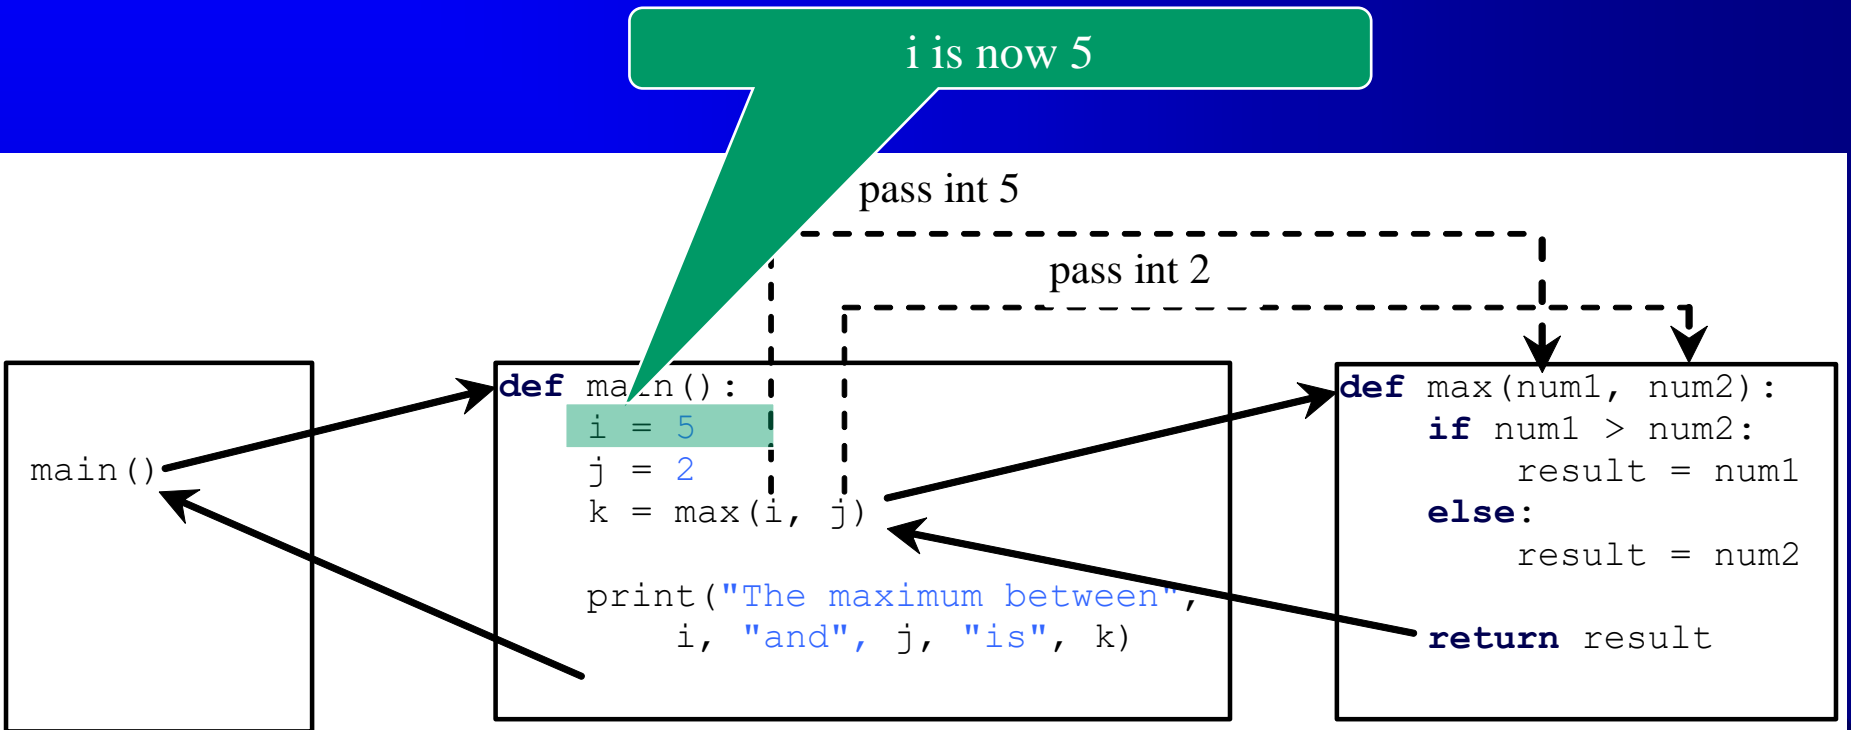 i is now 5
pass int 5
pass int 2
main()
def main():
i = 5
j = 2
k = max(i, j)
print("The maximum between",
i, "and", j, "is", k)
def max(num1, num2):
if num1 > num2:
result = num1
else:
result = num2
return result